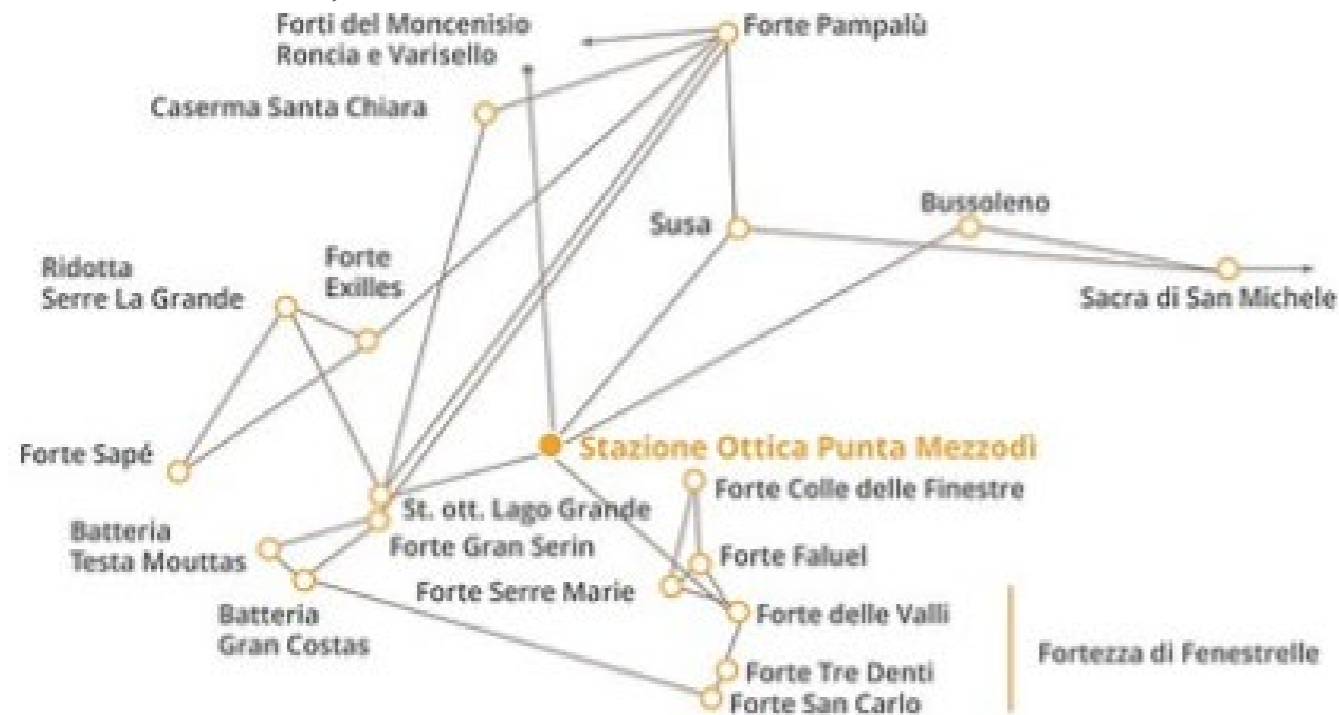 Forti del Moncenisio
Roncia e Varisello
Forte Pampalù
Caserma Santa Chiara
Susa
Bussoleno
Ridotta
Serre La Grande
Forte
Exilles
Sacra di San Michele
Forte Sapé
Stazione Ottica Punta Mezzodì
Forte Colle delle Finestre
St. ott. Lago Grande
Batteria
Testa Mouttas
Forte Gran Serin
Forte Faluel
Forte Serre Marie
Batteria
Gran Costas
Forte delle Valli
Fortezza di Fenestrelle
Forte Tre Denti
Forte San Carlo